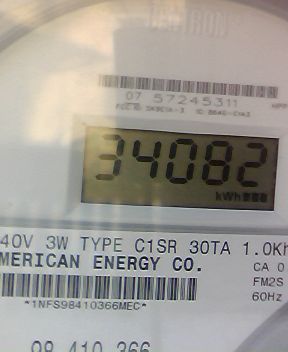 07 57245311
34082
kWh
40V 3W TYPE C1SR 30TA 1.0Kh
MERICAN ENERGY CO.
CA 0
FM2S
60Hz
*1NFS98410366MEC*
98 410 366